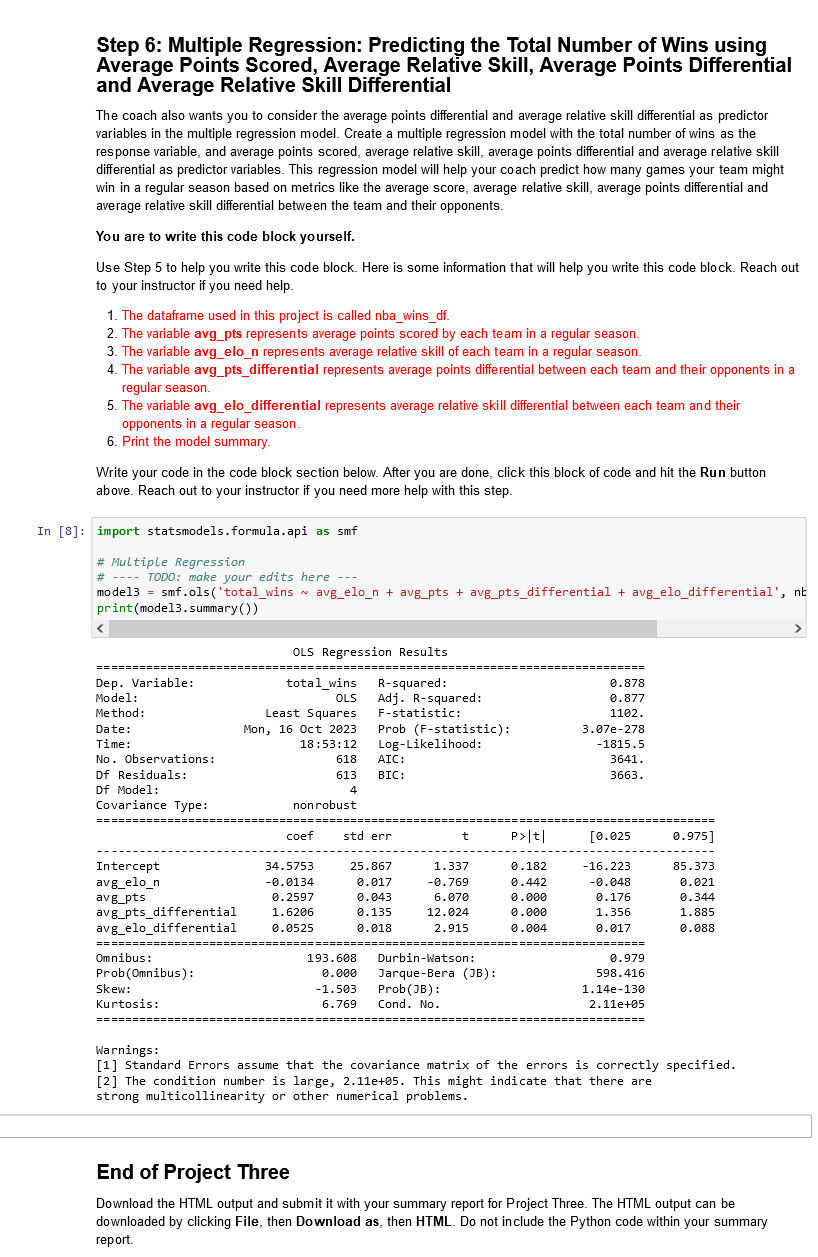 Step 6: Multiple Regression: Predicting the Total Number of Wins using
Average Points Scored, Average Relative Skill, Average Points Differential
and Average Relative Skill Differential
The coach also wants you to consider the average points differential and average relative skill differential as predictor
variables in the multiple regression model. Create a multiple regression model with the total number of wins as the
response variable, and average points scored, average relative skill, average points differential and average relative skill
differential as predictor variables. This regression model will help your coach predict how many games your team might
win in a regular season based on metrics like the average score, average relative skill, average points differential and
average relative skill differential between the team and their opponents.
You are to write this code block yourself.
Use Step 5 to help you write this code block. Here is some information that will help you write this code block. Reach out
to your instructor if you need help.
1. The dataframe used in this project is called nba_wins_df.
2. The variable avg_pts represents average points scored by each team in a regular season.
3. The variable avg_elo_n represents average relative skill of each team in a regular season.
4. The variable avg_pts_differential represents average points differential between each team and their opponents in a
regular season.
5. The variable avg_elo_differential represents average relative skill differential between each team and their
opponents in a regular season.
6. Print the model summary.
Write your code in the code block section below. After you are done, click this block of code and hit the Run button
above. Reach out to your instructor if you need more help with this step.
In [8]: import statsmodels.formula.api as smf
# Multiple Regression
# ---- TODO: make your edits here ---
model3 = smf.ols('total_wins ~ avg_elo_n + avg_pts + avg_pts_differential + avg_elo_differential', nb
print(model3.summary())
OLS Regression Results
==============================================================================
Dep. Variable: total_wins R-squared: 0.878
Model: OLS Adj. R-squared: 0.877
Method: Least Squares F-statistic: 1102.
Date: Mon, 16 Oct 2023 Prob (F-statistic): 3.07e-278
Time: 18:53:12 Log-Likelihood: -1815.5
No. Observations: 618 AIC: 3641.
Df Residuals: 613 BIC: 3663.
Df Model: 4
Covariance Type: nonrobust
========================================================================================
coef std err t P>|t| [0.025 0.975]
----------------------------------------------------------------------------------------
Intercept 34.5753 25.867 1.337 0.182 -16.223 85.373
avg_elo_n -0.0134 0.017 -0.769 0.442 -0.048 0.021
avg_pts 0.2597 0.043 6.070 0.000 0.176 0.344
avg_pts_differential 1.6206 0.135 12.024 0.000 1.356 1.885
avg_elo_differential 0.0525 0.018 2.915 0.004 0.017 0.088
==============================================================================
Omnibus: 193.608 Durbin-Watson: 0.979
Prob(Omnibus): 0.000 Jarque-Bera (JB): 598.416
Skew: -1.503 Prob(JB): 1.14e-130
Kurtosis: 6.769 Cond. No. 2.11e+05
==============================================================================
Warnings:
[1] Standard Errors assume that the covariance matrix of the errors is correctly specified.
[2] The condition number is large, 2.11e+05. This might indicate that there are
strong multicollinearity or other numerical problems.
End of Project Three
Download the HTML output and submit it with your summary report for Project Three. The HTML output can be
downloaded by clicking File, then Download as, then HTML. Do not include the Python code within your summary
report.